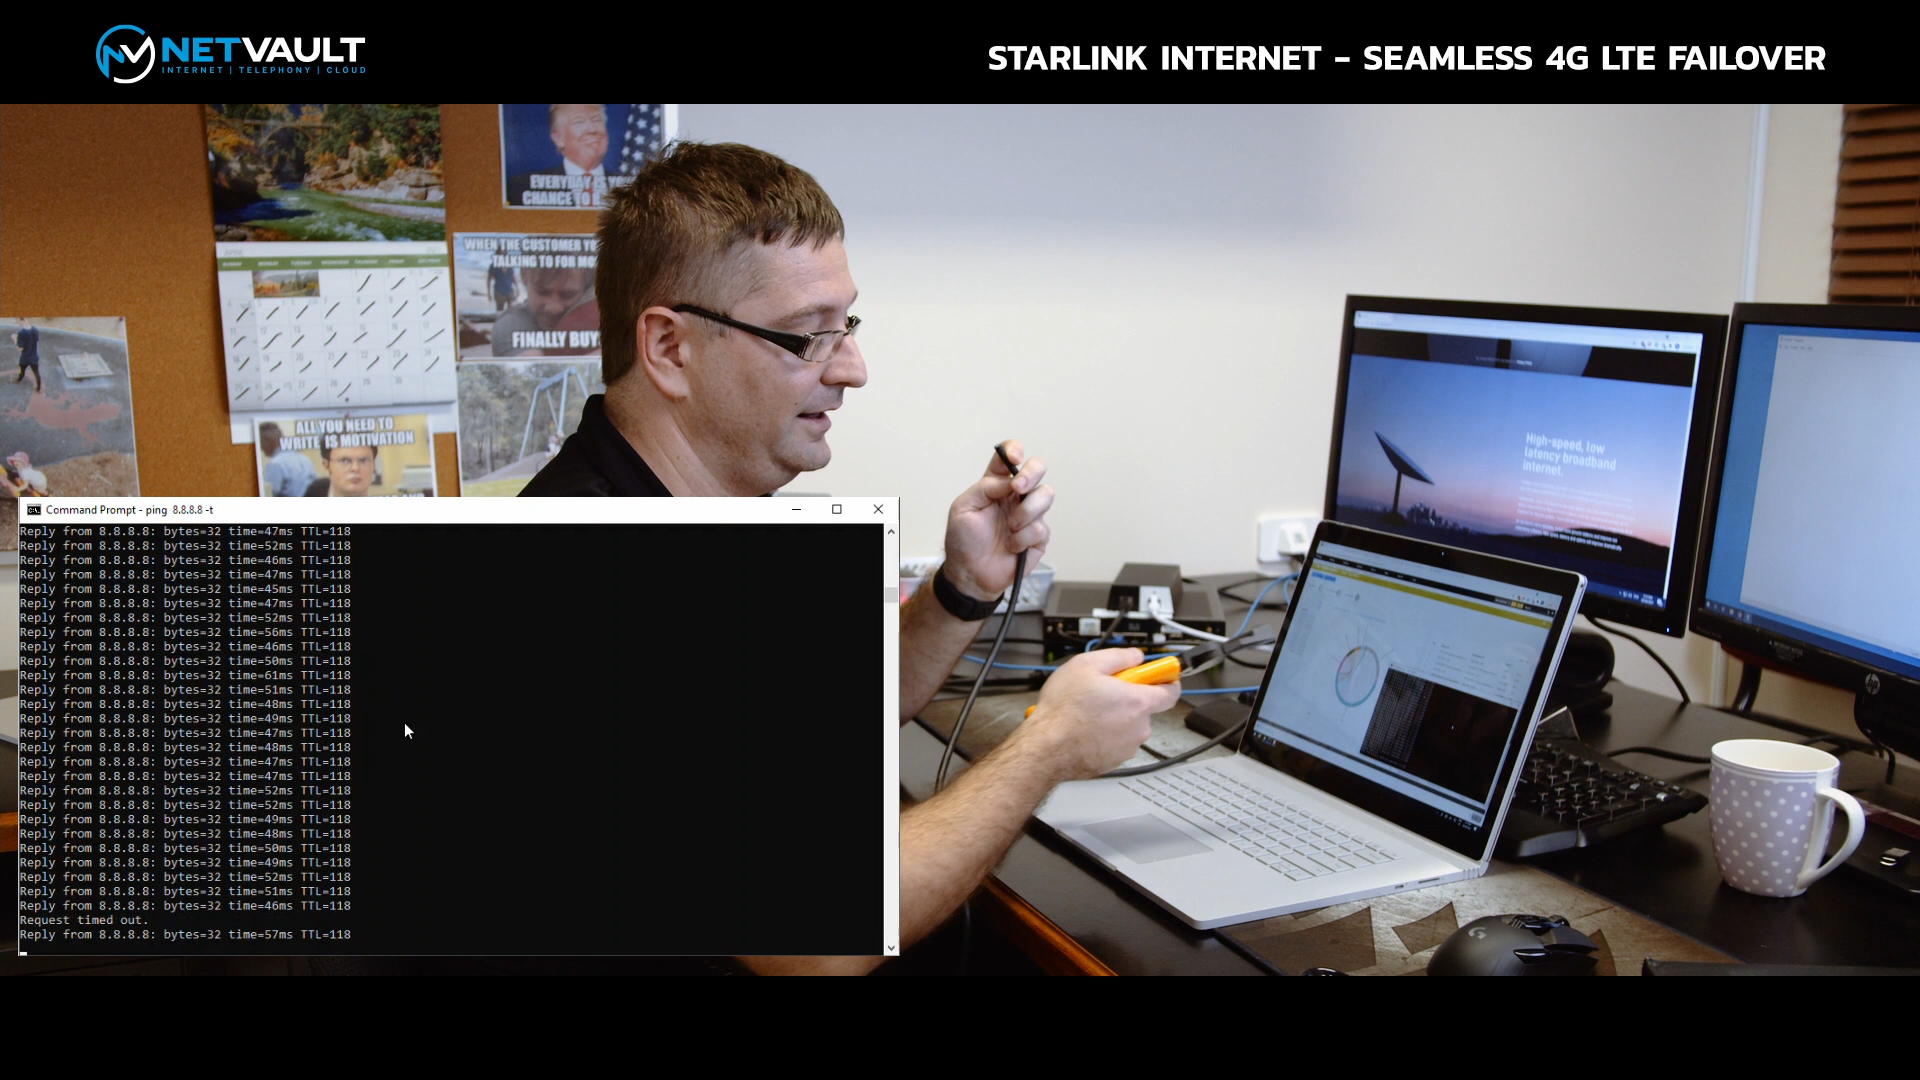 NETVAULT
INTERNET | TELEPHONY | CLOUD
STARLINK INTERNET – SEAMLESS 4G LTE FAILOVER
EVERYDAY IS
CHANCE TO
WHEN THE CUSTOMER
TALKING TO FOR
FINALLY BUY
ALL YOU NEED TO
WRITE IS MOTIVATION
High-speed, low
latency broadband
internet.
Command Prompt - ping 8.8.8.8 -t
Reply from 8.8.8.8: bytes=32 time=47ms TTL=118
Reply from 8.8.8.8: bytes=32 time=52ms TTL=118
Reply from 8.8.8.8: bytes=32 time=46ms TTL=118
Reply from 8.8.8.8: bytes=32 time=47ms TTL=118
Reply from 8.8.8.8: bytes=32 time=45ms TTL=118
Reply from 8.8.8.8: bytes=32 time=47ms TTL=118
Reply from 8.8.8.8: bytes=32 time=52ms TTL=118
Reply from 8.8.8.8: bytes=32 time=56ms TTL=118
Reply from 8.8.8.8: bytes=32 time=46ms TTL=118
Reply from 8.8.8.8: bytes=32 time=50ms TTL=118
Reply from 8.8.8.8: bytes=32 time=61ms TTL=118
Reply from 8.8.8.8: bytes=32 time=51ms TTL=118
Reply from 8.8.8.8: bytes=32 time=48ms TTL=118
Reply from 8.8.8.8: bytes=32 time=49ms TTL=118
Reply from 8.8.8.8: bytes=32 time=47ms TTL=118
Reply from 8.8.8.8: bytes=32 time=48ms TTL=118
Reply from 8.8.8.8: bytes=32 time=47ms TTL=118
Reply from 8.8.8.8: bytes=32 time=47ms TTL=118
Reply from 8.8.8.8: bytes=32 time=52ms TTL=118
Reply from 8.8.8.8: bytes=32 time=52ms TTL=118
Reply from 8.8.8.8: bytes=32 time=49ms TTL=118
Reply from 8.8.8.8: bytes=32 time=48ms TTL=118
Reply from 8.8.8.8: bytes=32 time=50ms TTL=118
Reply from 8.8.8.8: bytes=32 time=49ms TTL=118
Reply from 8.8.8.8: bytes=32 time=52ms TTL=118
Reply from 8.8.8.8: bytes=32 time=51ms TTL=118
Reply from 8.8.8.8: bytes=32 time=46ms TTL=118
Request timed out.
Reply from 8.8.8.8: bytes=32 time=57ms TTL=118